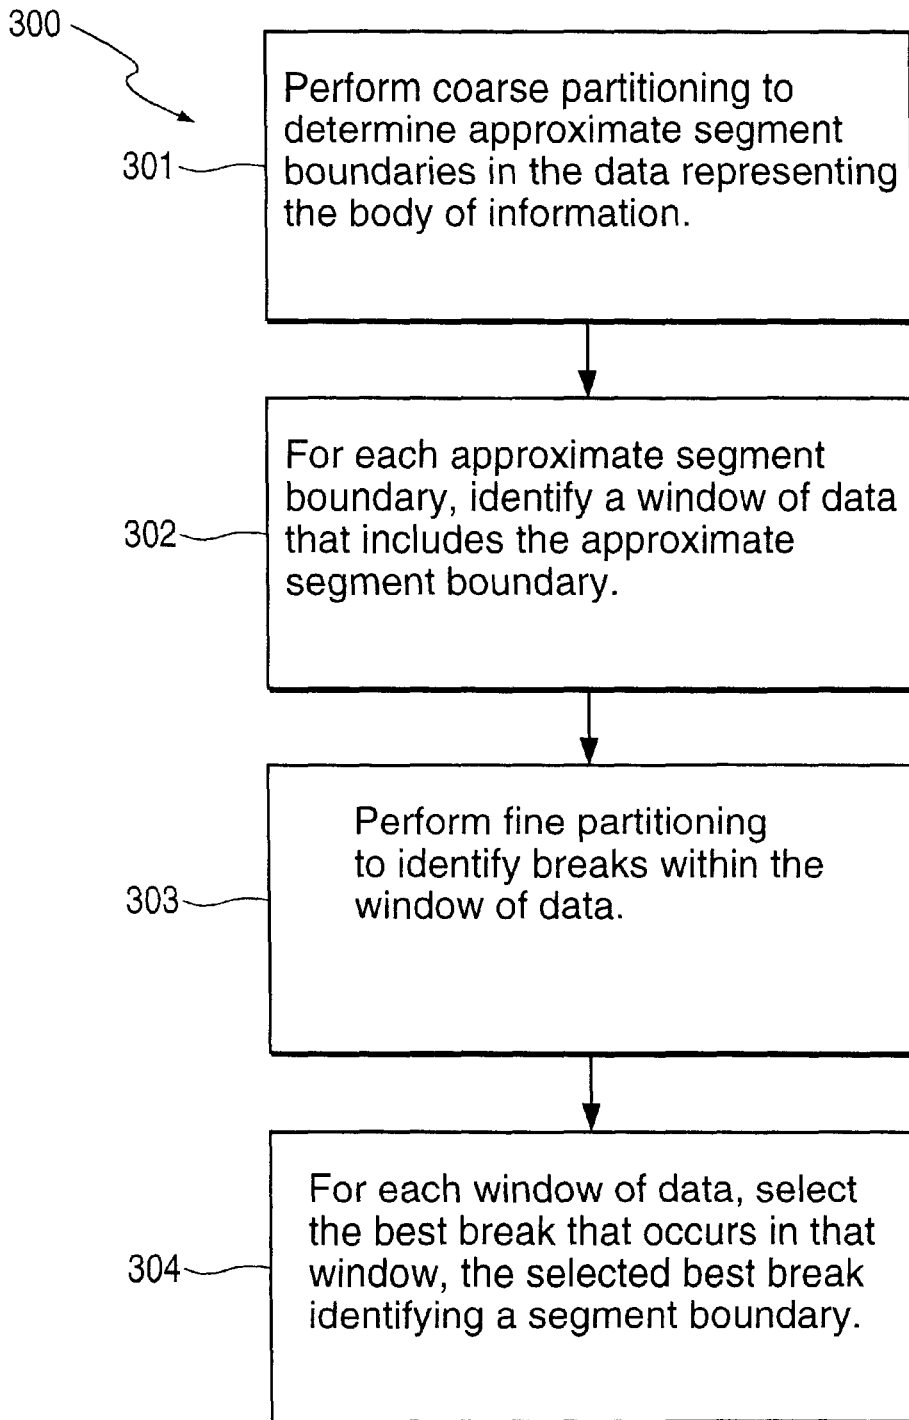 300
301
Perform coarse partitioning to
determine approximate segment
boundaries in the data representing
the body of information.
302
For each approximate segment
boundary, identify a window of data
that includes the approximate
segment boundary.
303
Perform fine partitioning
to identify breaks within the
window of data.
304
For each window of data, select
the best break that occurs in that
window, the selected best break
identifying a segment boundary.